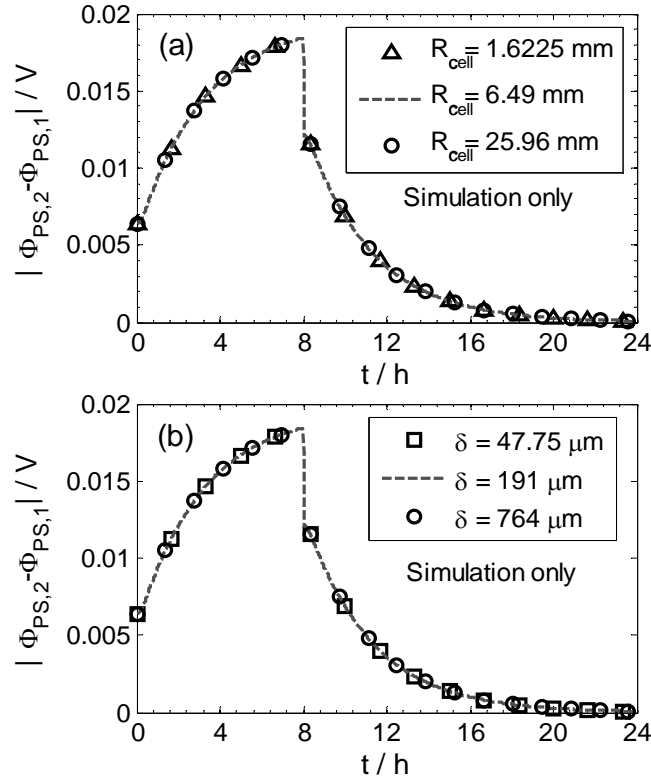 (a)
R_cell = 1.6225 mm
R_cell = 6.49 mm
R_cell = 25.96 mm
Simulation only
| Φ_PS,2-Φ_PS,1| / V
0.02
0.015
0.01
0.005
0
0 4 8 12 16 20 24
t / h
(b)
δ = 47.75 μm
δ = 191 μm
δ = 764 μm
Simulation only
| Φ_PS,2-Φ_PS,1| / V
0.02
0.015
0.01
0.005
0
0 4 8 12 16 20 24
t / h